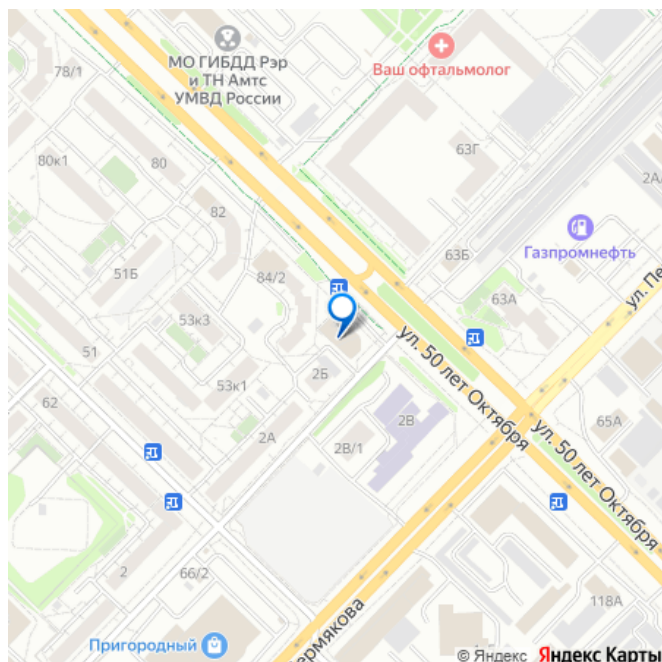 МО ГИБДД Рэр
и ТН Амтс
УМВД России
Ваш офтальмолог
78/1
63Г
80к1
80
2А
82
63Б
Газпромнефть
51Б
84/2
63А
ул. Пе
53к3
51
ул. 50 лет Октября
2Б
53к1
62
2В
65А
2А
ул. 50 лет Октября
2В/1
2
66/2
118А
ермякова
Пригородный
© Яндекс Яндекс Карты